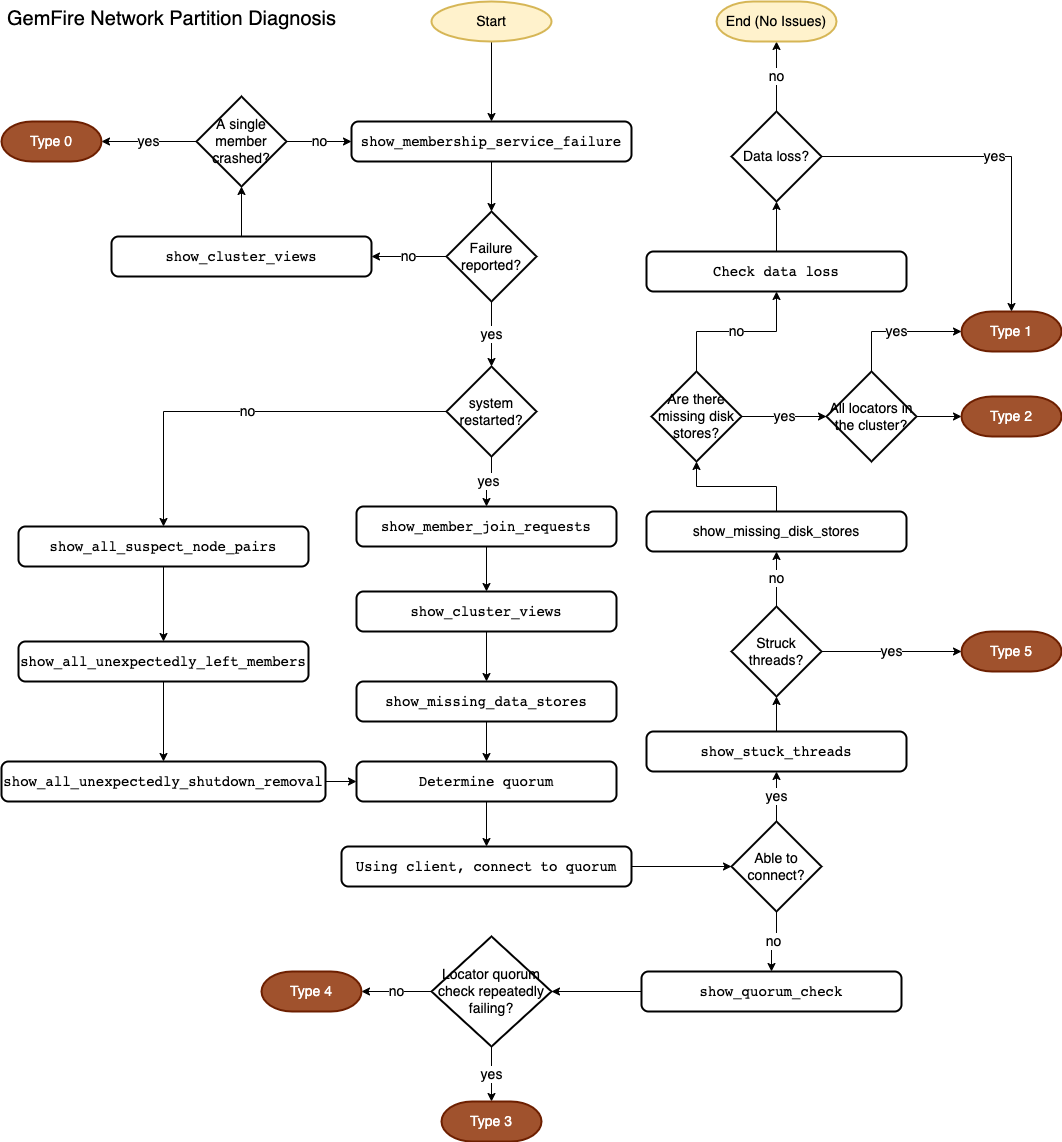 GemFire Network Partition Diagnosis
Start
End (No Issues)
no
A single
member
crashed?
Type 0
yes
no
show_membership_service_failure
Data loss?
yes
show_cluster_views
no
Failure
reported?
Check data loss
yes
no
yes
Type 1
system
restarted?
no
Are there
missing disk
stores?
yes
All locators in
the cluster?
Type 2
yes
show_member_join_requests
show_missing_disk_stores
show_all_suspect_node_pairs
no
show_cluster_views
Struck
threads?
yes
Type 5
show_all_unexpectedly_left_members
show_missing_data_stores
show_stuck_threads
show_all_unexpectedly_shutdown_removal
Determine quorum
yes
Using client, connect to quorum
Able to
connect?
no
Locator quorum
check repeatedly
failing?
Type 4
no
show_quorum_check
yes
Type 3